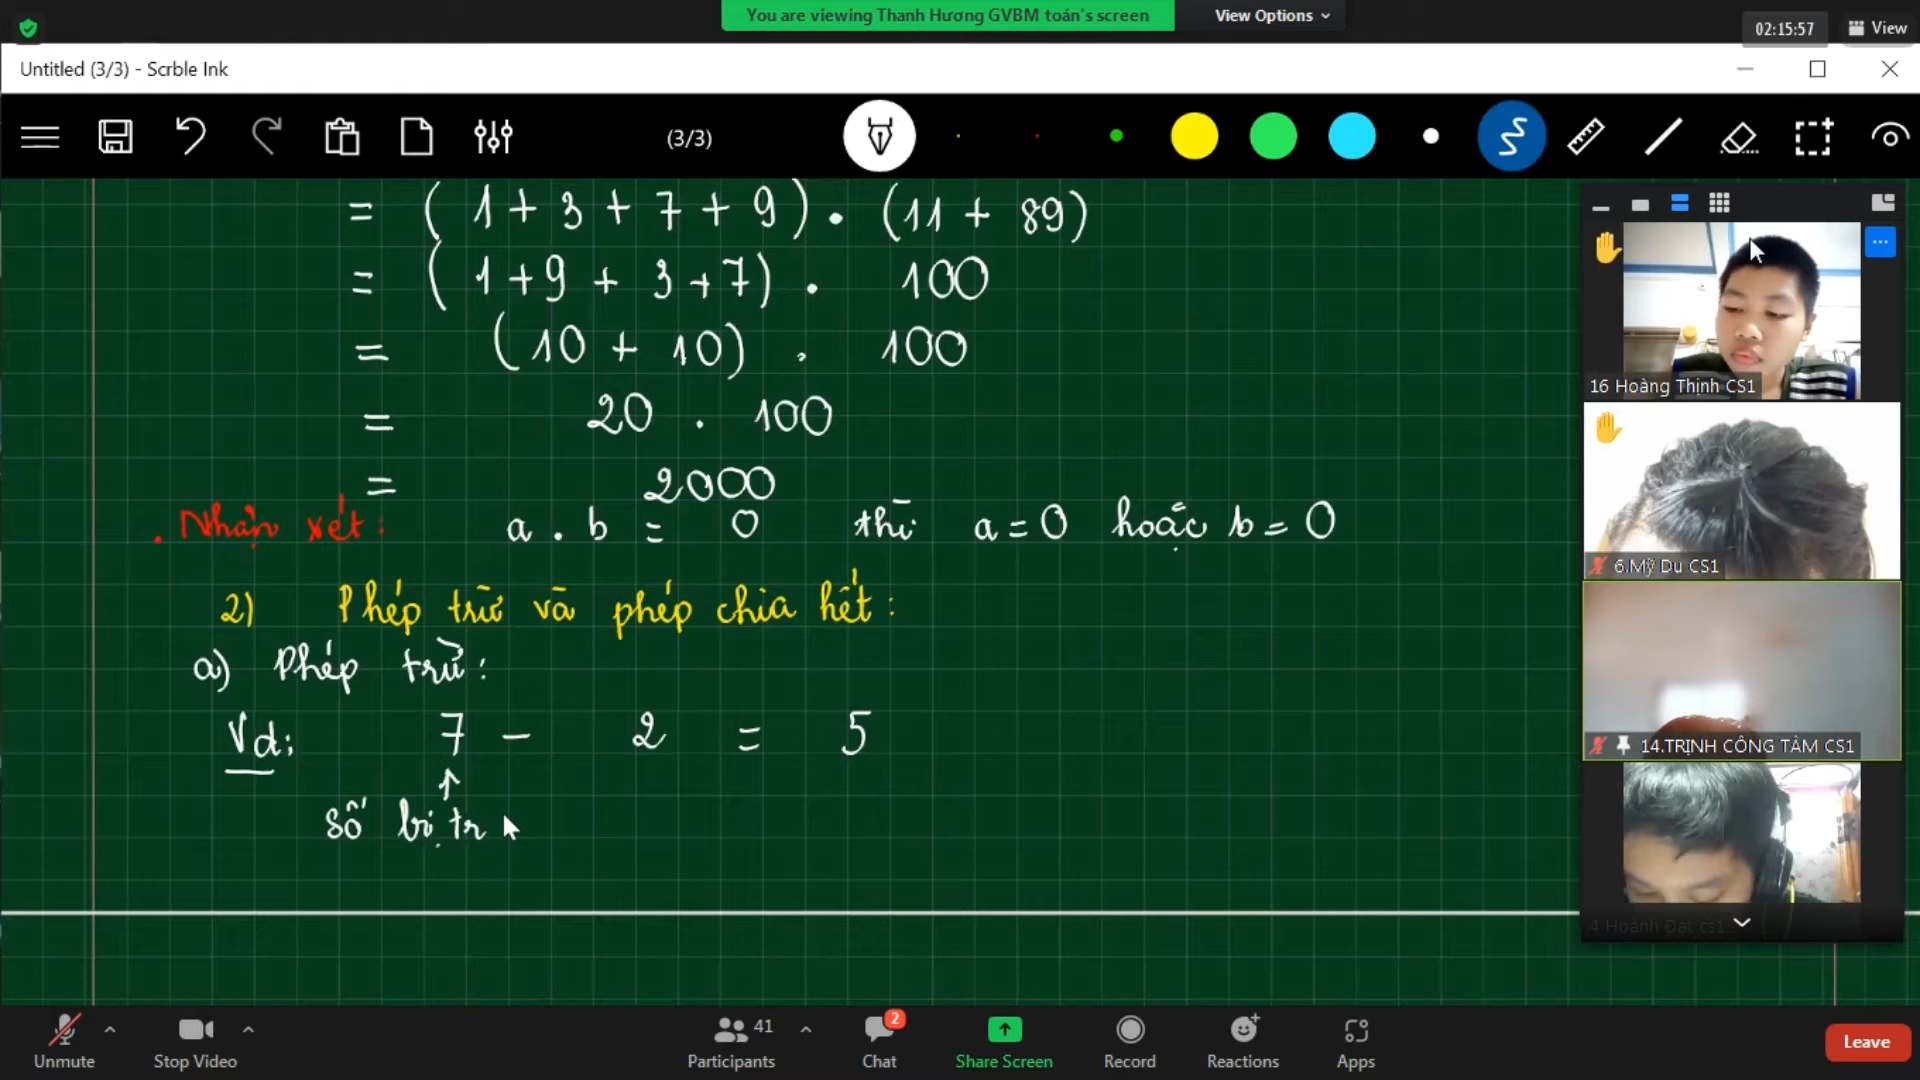 You are viewing Thanh Hương GVBM toán's screen
View Options
02:15:57
View
Untitled (3/3) - Scrble Ink
(3/3)
= (1 + 3 + 7 + 9) . (11 + 89)
= (1 + 9 + 3 + 7) . 100
= (10 + 10) . 100
= 20 . 100
= 2000
. Nhận xét: a . b = 0 thì a = 0 hoặc b = 0
2) Phép trừ và phép chia hết:
a) Phép trừ:
Vd: 7 - 2 = 5
↑
số bị tr
16 Hoàng Thịnh CS1
6.Mỹ Du CS1
14.TRỊNH CÔNG TÂM CS1
4 Hoành Đạt cs1
Unmute
Stop Video
41
Participants
2
Chat
Share Screen
Record
Reactions
Apps
Leave